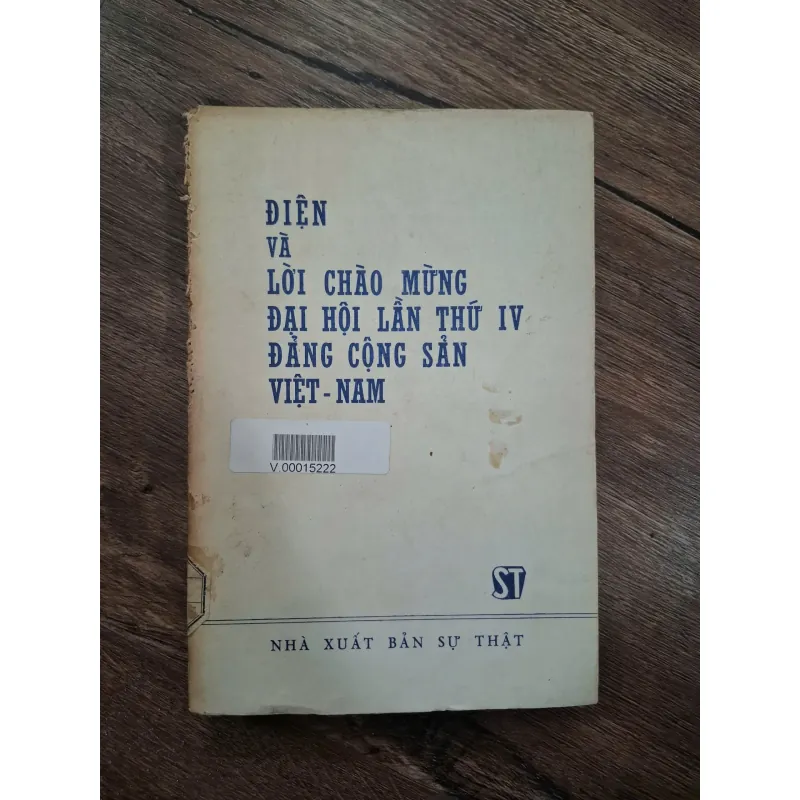 ĐIỆN
VÀ
LỜI CHÀO MỪNG
ĐẠI HỘI LẦN THỨ IV
ĐẢNG CỘNG SẢN
VIỆT - NAM
V.00015222
ST
NHÀ XUẤT BẢN SỰ THẬT